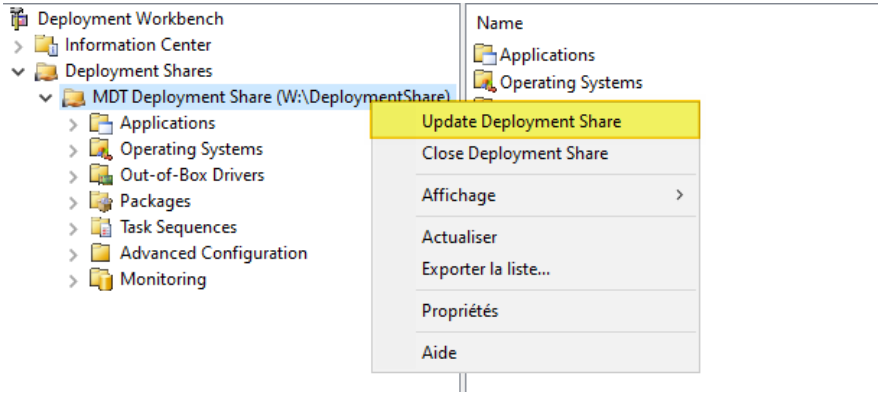 Deployment Workbench
Information Center
Deployment Shares
MDT Deployment Share (W:\DeploymentShare)
Applications
Operating Systems
Out-of-Box Drivers
Packages
Task Sequences
Advanced Configuration
Monitoring
Name
Applications
Operating Systems
Update Deployment Share
Close Deployment Share
Affichage
Actualiser
Exporter la liste...
Propriétés
Aide